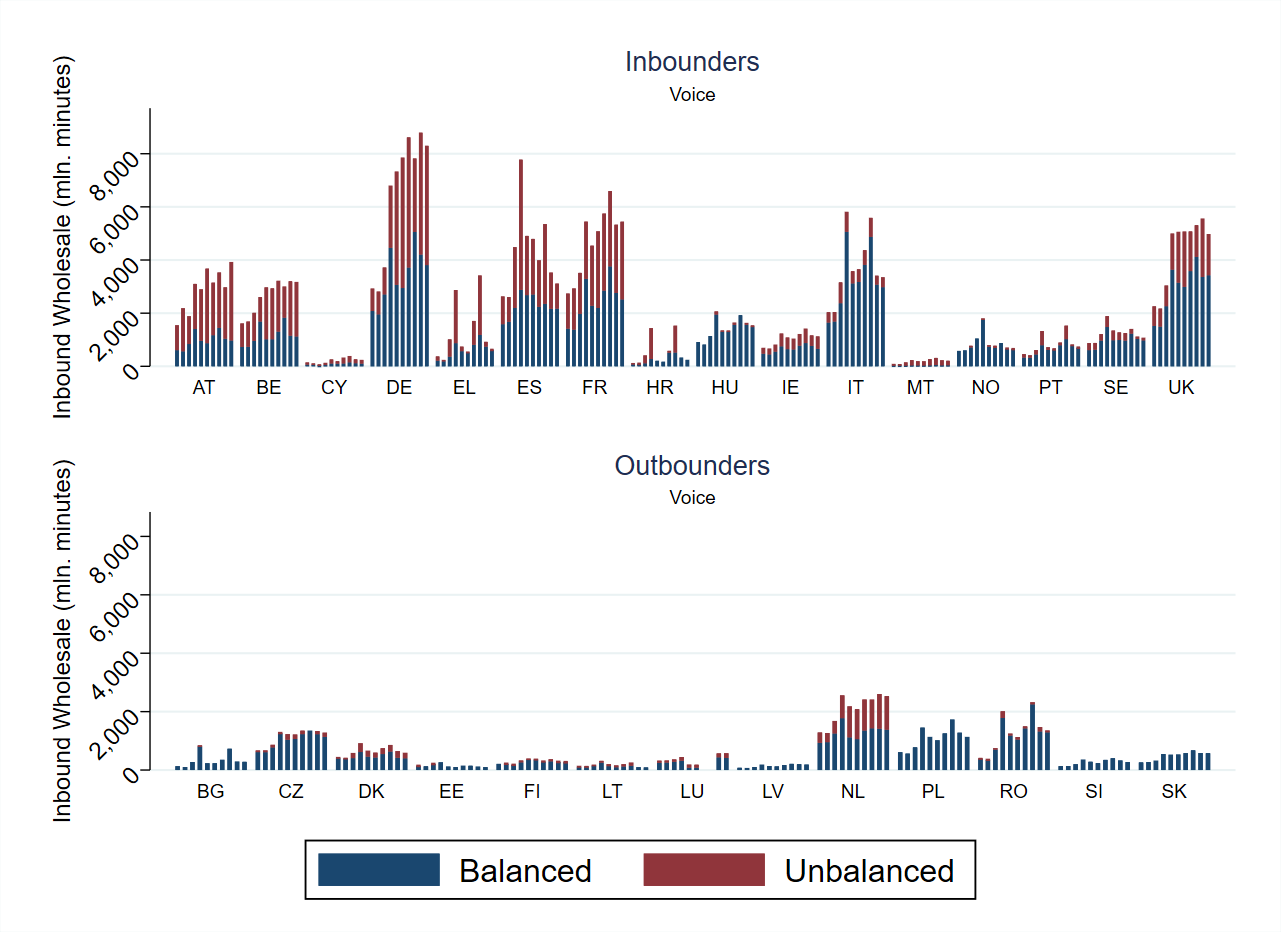 Inbounders
Voice
Inbound Wholesale (mln. minutes)
8,000
6,000
4,000
2,000
0
AT BE CY DE EL ES FR HR HU IE IT MT NO PT SE UK
Outbounders
Voice
Inbound Wholesale (mln. minutes)
8,000
6,000
4,000
2,000
0
BG CZ DK EE FI LT LU LV NL PL RO SI SK
Balanced Unbalanced